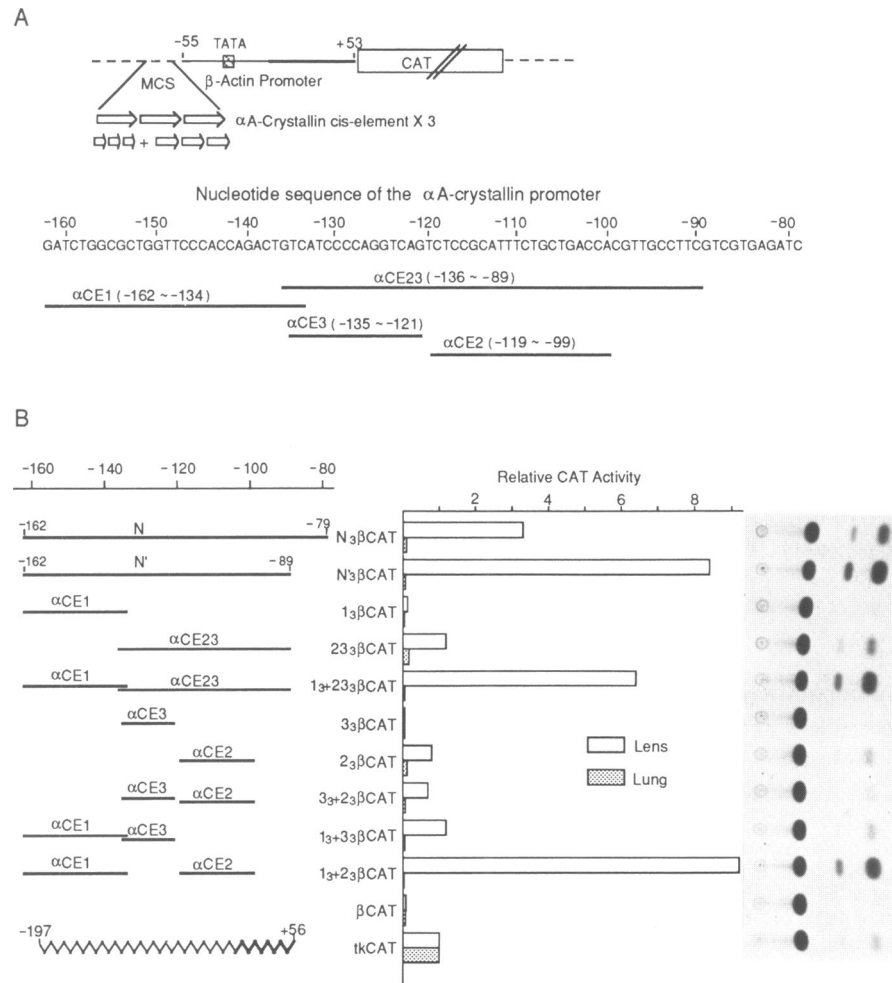 A
-55 TATA +53
CAT
MCS β-Actin Promoter
αA-Crystallin cis-element X 3
+
Nucleotide sequence of the αA-crystallin promoter
-160 -150 -140 -130 -120 -110 -100 -90 -80
GATCTGGCGCTGGTTCCCACCAGACTGTCATCCCCAGGTCAGTCTCCGCATTTCTGCTGACCACGTTGCCTTCGTCGTGAGATC
αCE23 (-136 ~ -89)
αCE1 (-162 ~ -134)
αCE3 (-135 ~ -121)
αCE2 (-119 ~ -99)
B
-160 -140 -120 -100 -80
Relative CAT Activity
2 4 6 8
-162 N -79 N3βCAT
-162 N' -89 N'3βCAT
αCE1 13βCAT
αCE23 233βCAT
αCE1 αCE23 13+233βCAT
αCE3 33βCAT
αCE2 23βCAT
αCE3 αCE2 33+23βCAT
αCE1 αCE3 13+33βCAT
αCE1 αCE2 13+23βCAT
βCAT
-197 +56 tkCAT
Lens
Lung